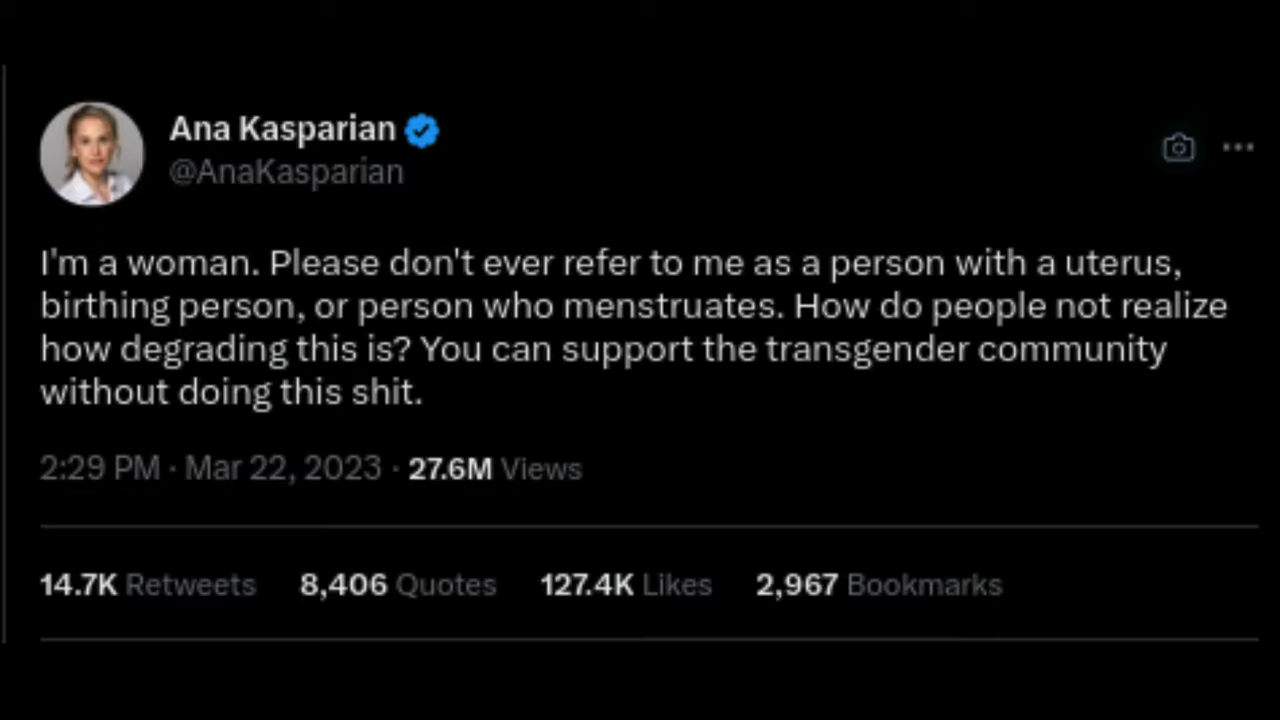 Ana Kasparian
@AnaKasparian
I'm a woman. Please don't ever refer to me as a person with a uterus,
birthing person, or person who menstruates. How do people not realize
how degrading this is? You can support the transgender community
without doing this shit.
2:29 PM · Mar 22, 2023 · 27.6M Views
14.7K Retweets 8,406 Quotes 127.4K Likes 2,967 Bookmarks